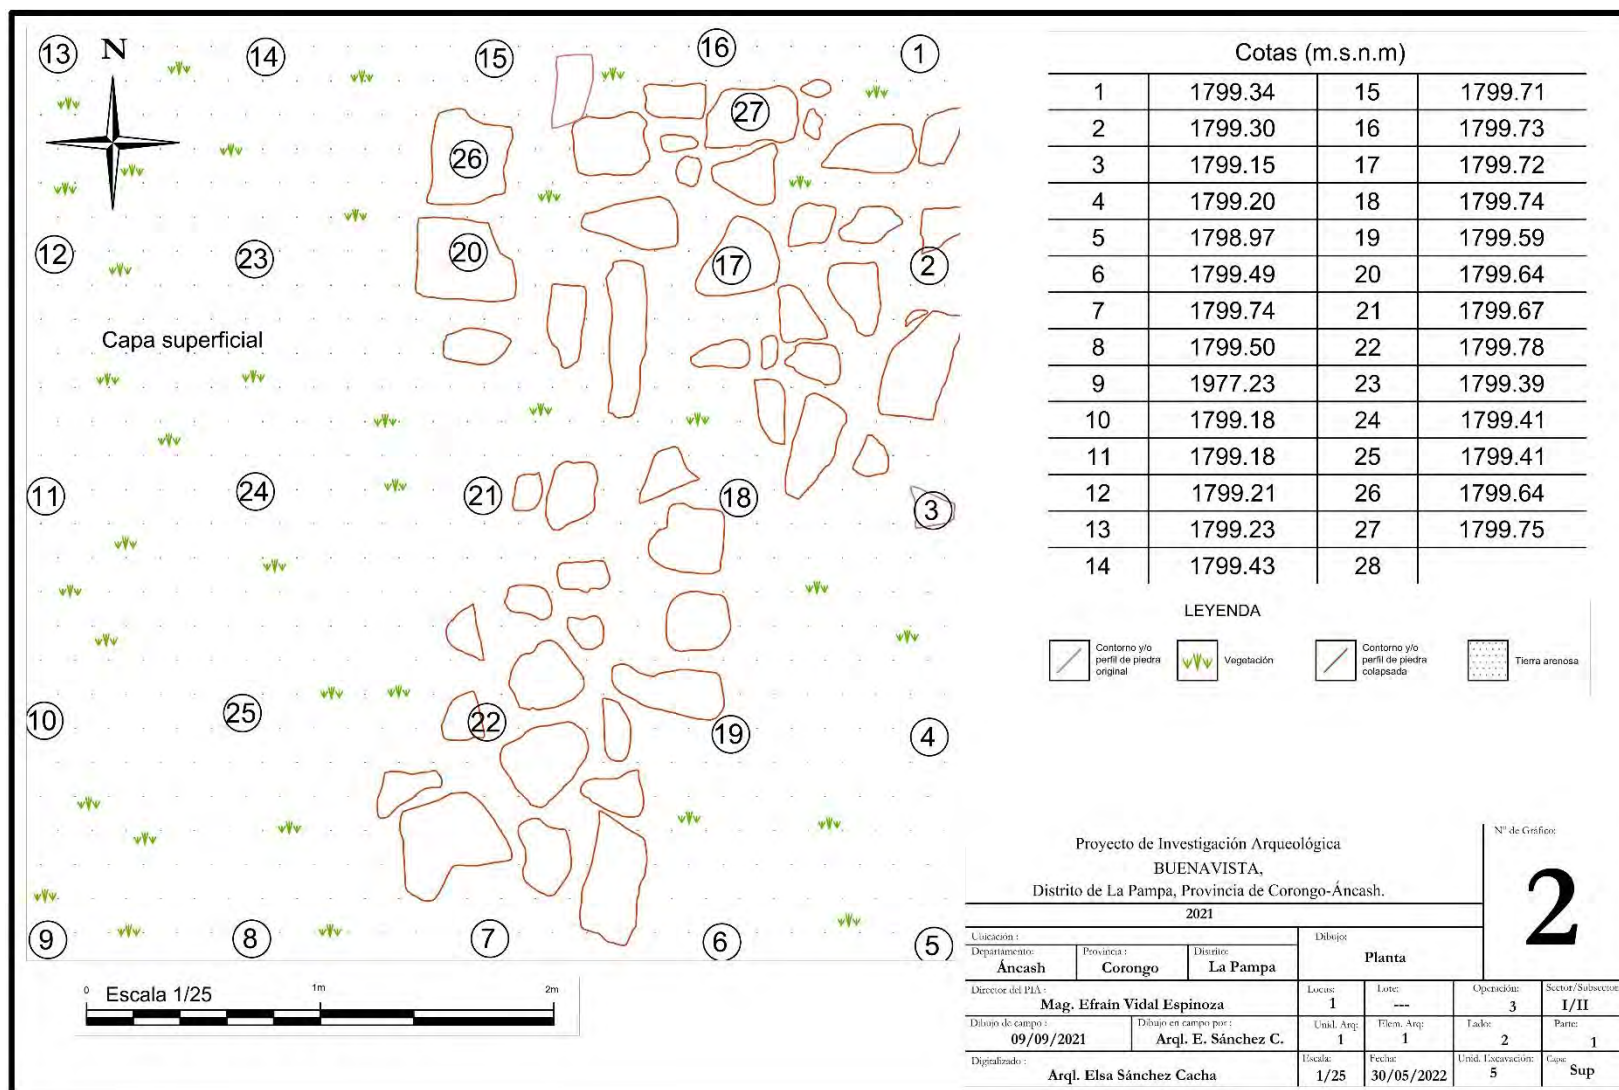 13 N 14 15 16 1
27
26
12 23 20 17 2
Capa superficial
11 24 21 18 3
10 25 22 19 4
9 8 7 6 5
0 Escala 1/25 1m 2m
Cotas (m.s.n.m)
1 1799.34 15 1799.71
2 1799.30 16 1799.73
3 1799.15 17 1799.72
4 1799.20 18 1799.74
5 1798.97 19 1799.59
6 1799.49 20 1799.64
7 1799.74 21 1799.67
8 1799.50 22 1799.78
9 1977.23 23 1799.39
10 1799.18 24 1799.41
11 1799.18 25 1799.41
12 1799.21 26 1799.64
13 1799.23 27 1799.75
14 1799.43 28
LEYENDA
Contorno y/o
perfil de piedra
original
Vegetación
Contorno y/o
perfil de piedra
colapsada
Tierra arenosa
Proyecto de Investigación Arqueológica
BUENAVISTA,
Distrito de La Pampa, Provincia de Corongo-Áncash.
2021
N° de Gráfico:
2
Ubicación :
Departamento: Provincia : Distrito:
Áncash Corongo La Pampa
Dibujo:
Planta
Director del PIA :
Mag. Efrain Vidal Espinoza
Locus: Lote: Operación: Sector/Subsector
1 --- 3 I/II
Dibujo de campo : Dibujo en campo por :
09/09/2021 Arql. E. Sánchez C.
Unid. Arq: Elem. Arq: Lado: Parte:
1 1 2 1
Digitalizado :
Arql. Elsa Sánchez Cacha
Escala: Fecha: Unid. Excavación: Capa:
1/25 30/05/2022 5 Sup